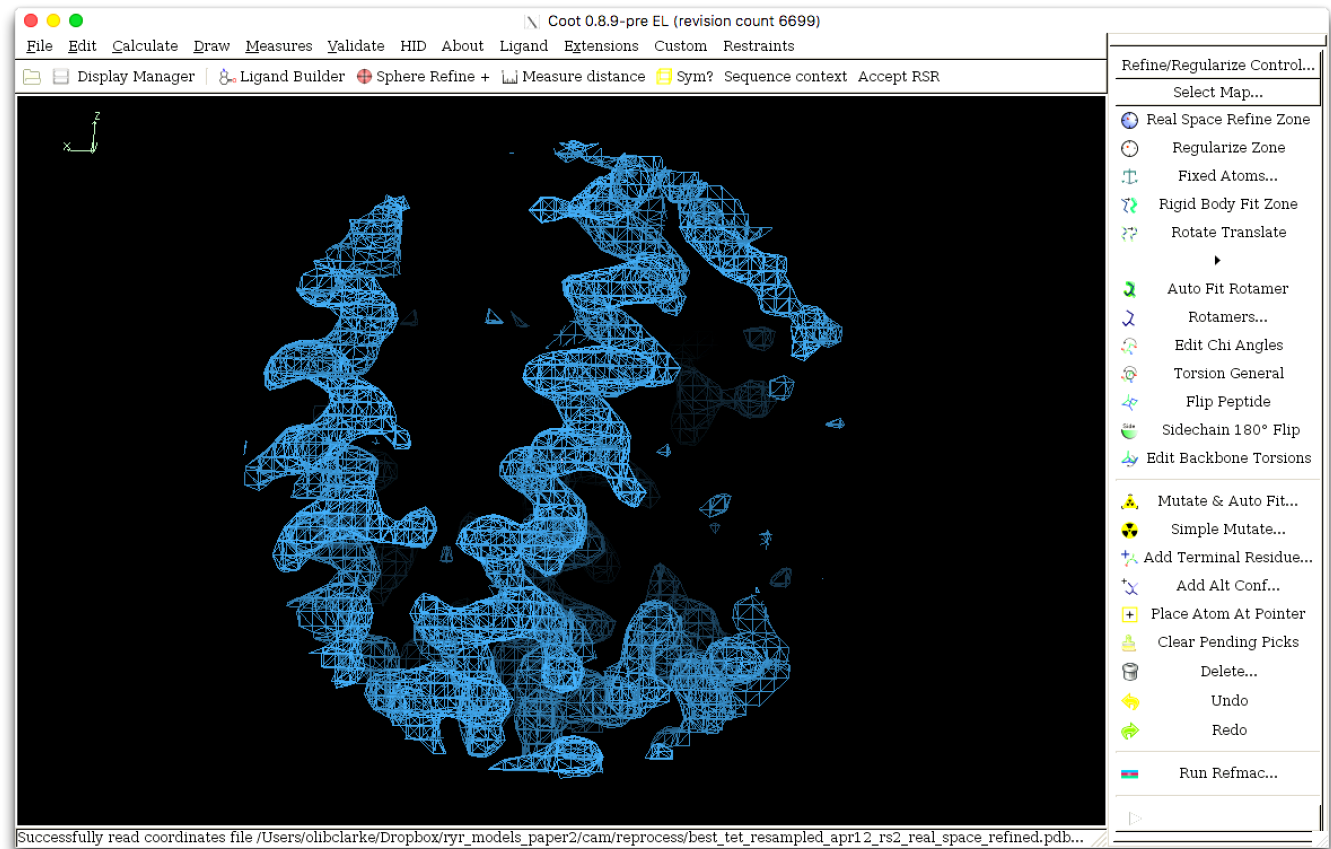 Coot 0.8.9-pre EL (revision count 6699)
File Edit Calculate Draw Measures Validate HID About Ligand Extensions Custom Restraints
Display Manager Ligand Builder Sphere Refine + Measure distance Sym? Sequence context Accept RSR
Refine/Regularize Control...
Select Map...
Real Space Refine Zone
Regularize Zone
Fixed Atoms...
Rigid Body Fit Zone
Rotate Translate
Auto Fit Rotamer
Rotamers...
Edit Chi Angles
Torsion General
Flip Peptide
Side
Sidechain 180° Flip
Edit Backbone Torsions
Mutate & Auto Fit...
Simple Mutate...
Add Terminal Residue...
Add Alt Conf...
Place Atom At Pointer
Clear Pending Picks
Delete...
Undo
Redo
Run Refmac...
z
x
Successfully read coordinates file /Users/olibclarke/Dropbox/ryr_models_paper2/cam/reprocess/best_tet_resampled_apr12_rs2_real_space_refined.pdb...